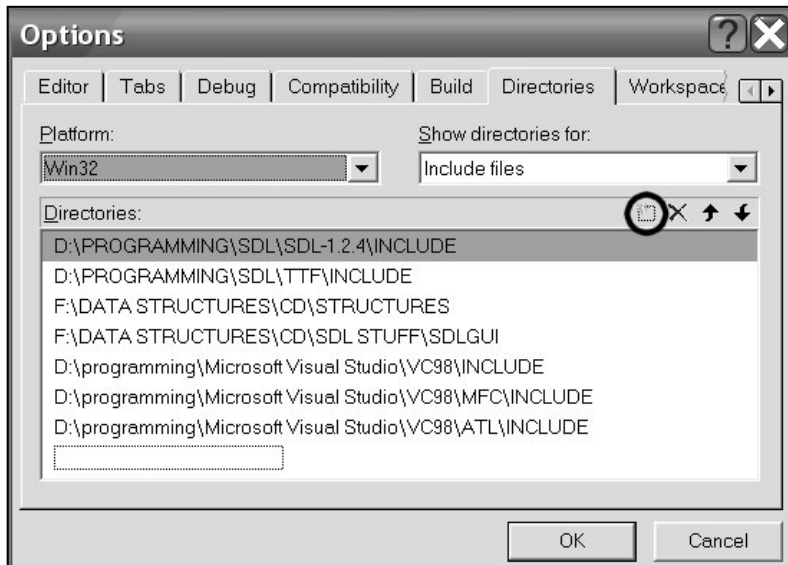 Options
Editor Tabs Debug Compatibility Build Directories Workspace
Platform: Show directories for:
Win32 Include files
Directories:
D:\PROGRAMMING\SDL\SDL-1.2.4\INCLUDE
D:\PROGRAMMING\SDL\TTF\INCLUDE
F:\DATA STRUCTURES\CD\STRUCTURES
F:\DATA STRUCTURES\CD\SDL STUFF\SDLGUI
D:\programming\Microsoft Visual Studio\VC98\INCLUDE
D:\programming\Microsoft Visual Studio\VC98\MFC\INCLUDE
D:\programming\Microsoft Visual Studio\VC98\ATL\INCLUDE
OK Cancel